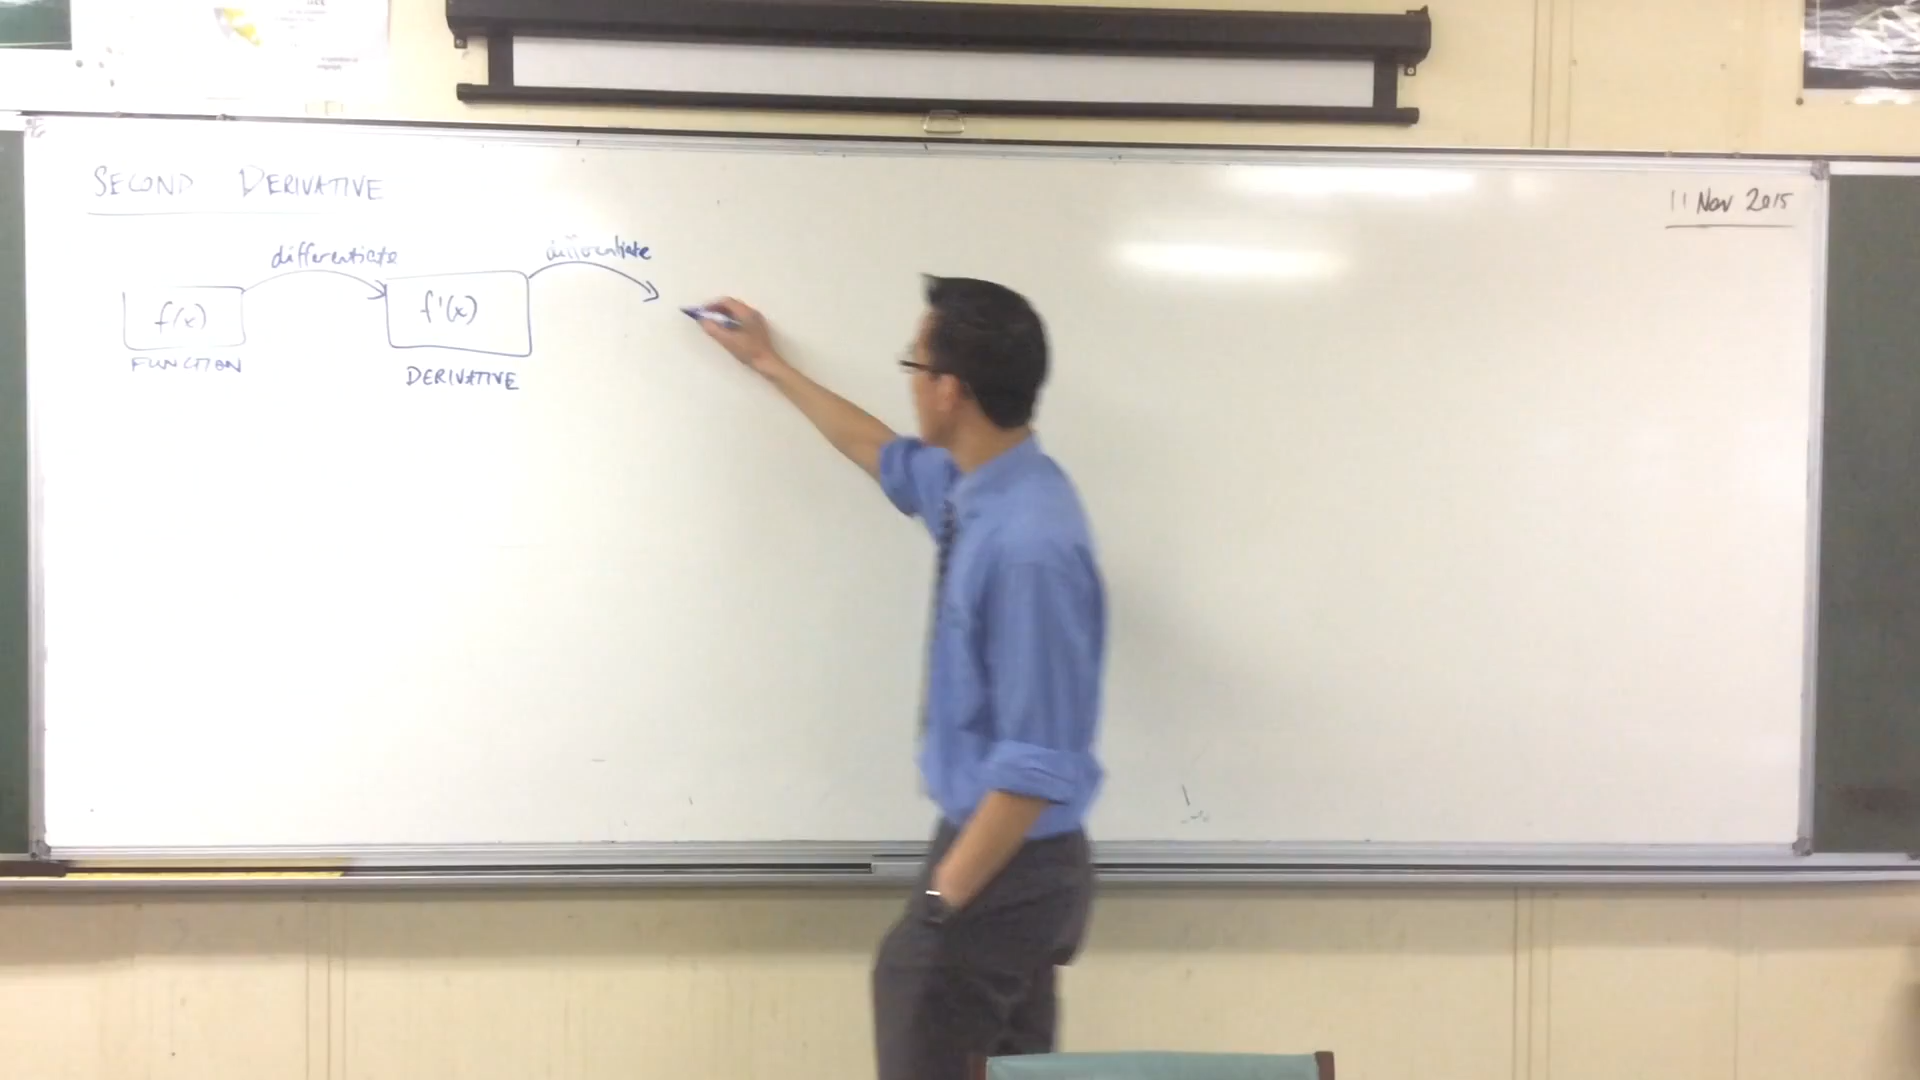 SECOND DERIVATIVE
11 Nov 2015
differentiate differentiate
f(x) f'(x)
FUNCTION DERIVATIVE